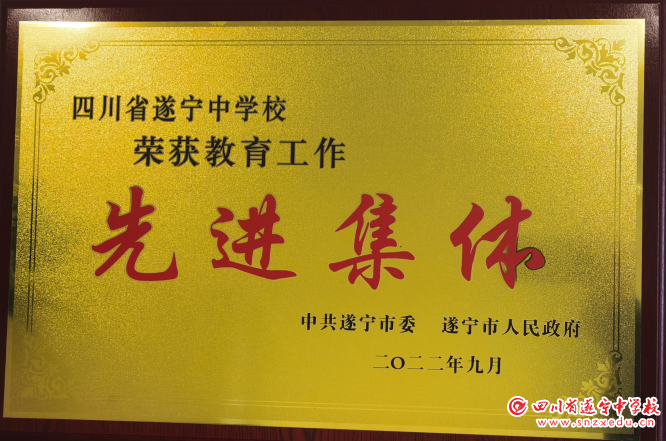 四川省遂宁中学校
荣获教育工作
先进集体
中共遂宁市委 遂宁市人民政府
二〇二二年九月
四川省遂宁中学校
www.snzxedu.cn